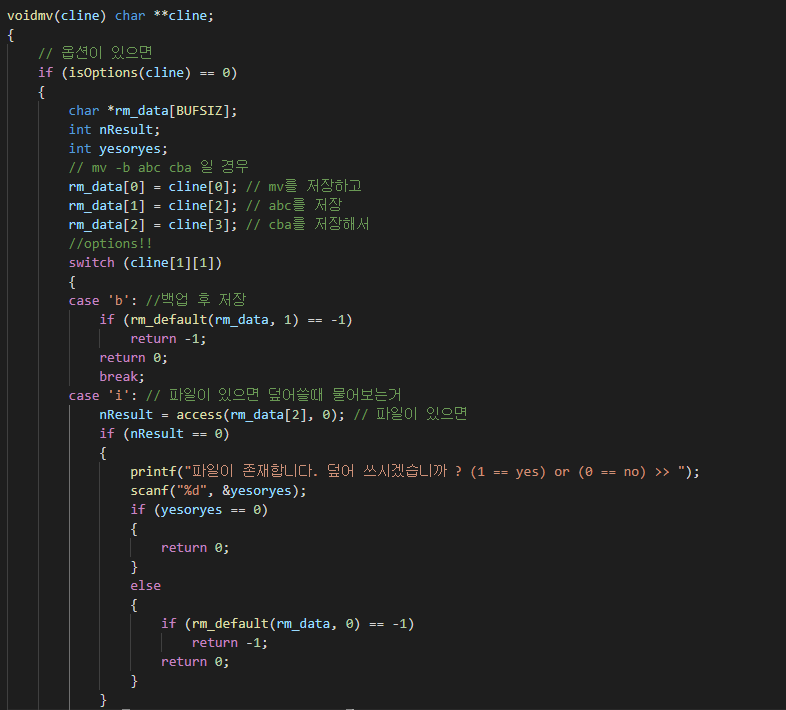 voidmv(cline) char **cline;
{
// 옵션이 있으면
if (isOptions(cline) == 0)
{
char *rm_data[BUFSIZ];
int nResult;
int yesoryes;
// mv -b abc cba 일 경우
rm_data[0] = cline[0]; // mv를 저장하고
rm_data[1] = cline[2]; // abc를 저장
rm_data[2] = cline[3]; // cba를 저장해서
//options!!
switch (cline[1][1])
{
case 'b': //백업 후 저장
if (rm_default(rm_data, 1) == -1)
return -1;
return 0;
break;
case 'i': // 파일이 있으면 덮어쓸때 물어보는거
nResult = access(rm_data[2], 0); // 파일이 있으면
if (nResult == 0)
{
printf("파일이 존재합니다. 덮어 쓰시겠습니까 ? (1 == yes) or (0 == no) >> ");
scanf("%d", &yesoryes);
if (yesoryes == 0)
{
return 0;
}
else
{
if (rm_default(rm_data, 0) == -1)
return -1;
return 0;
}
}